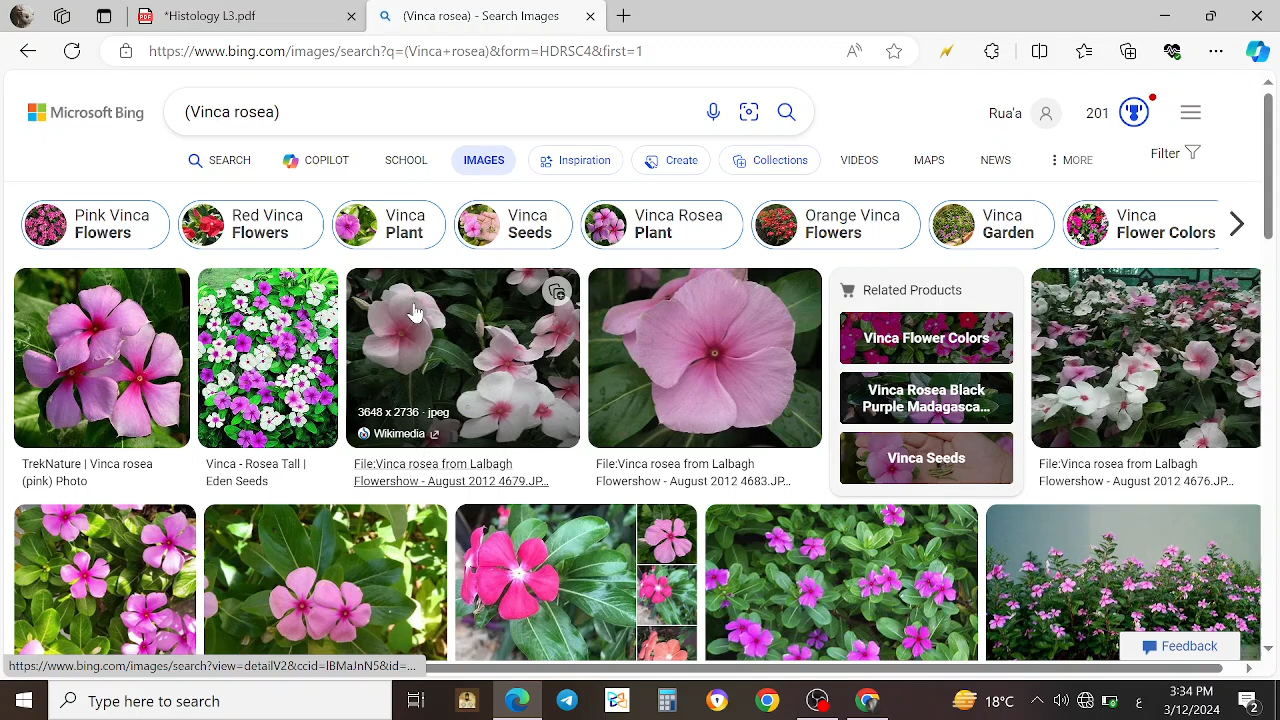 *Histology L3.pdf
(Vinca rosea) - Search Images
https://www.bing.com/images/search?q=(Vinca+rosea)&form=HDRSC4&first=1
Microsoft Bing
(Vinca rosea)
Rua'a
201
SEARCH
COPILOT
SCHOOL
IMAGES
Inspiration
Create
Collections
VIDEOS
MAPS
NEWS
MORE
Filter
Pink Vinca
Flowers
Red Vinca
Flowers
Vinca
Plant
Vinca
Seeds
Vinca Rosea
Plant
Orange Vinca
Flowers
Vinca
Garden
Vinca
Flower Colors
3648 x 2736 · jpeg
Wikimedia
TrekNature | Vinca rosea
(pink) Photo
Vinca- Rosea Tall |
Eden Seeds
File:Vinca rosea from Lalbagh
Flowershow - August 2012 4679.JP...
File:Vinca rosea from Lalbagh
Flowershow - August 2012 4683.JP...
Related Products
Vinca Flower Colors
Vinca Rosea Black
Purple Madagasca...
Vinca Seeds
File:Vinca rosea from Lalbagh
Flowershow - August 2012 4676.JP...
Feedback
https://www.bing.com/images/search?view=detailV2&ccid=IBMaJnN5&id=...
Type here to search
18°C
ع
3:34 PM
3/12/2024
2